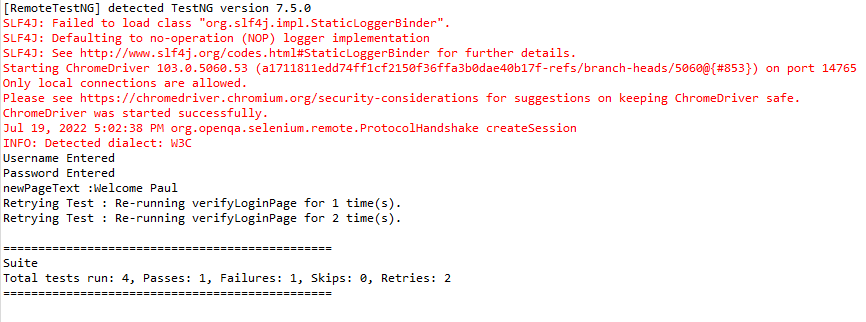 [RemoteTestNG] detected TestNG version 7.5.0
SLF4J: Failed to load class "org.slf4j.impl.StaticLoggerBinder".
SLF4J: Defaulting to no-operation (NOP) logger implementation
SLF4J: See http://www.slf4j.org/codes.html#StaticLoggerBinder for further details.
Starting ChromeDriver 103.0.5060.53 (a1711811edd74ff1cf2150f36ffa3b0dae40b17f-refs/branch-heads/5060@{#853}) on port 14765
Only local connections are allowed.
Please see https://chromedriver.chromium.org/security-considerations for suggestions on keeping ChromeDriver safe.
ChromeDriver was started successfully.
Jul 19, 2022 5:02:38 PM org.openqa.selenium.remote.ProtocolHandshake createSession
INFO: Detected dialect: W3C
Username Entered
Password Entered
newPageText :Welcome Paul
Retrying Test : Re-running verifyLoginPage for 1 time(s).
Retrying Test : Re-running verifyLoginPage for 2 time(s).
===============================================
Suite
Total tests run: 4, Passes: 1, Failures: 1, Skips: 0, Retries: 2
===============================================